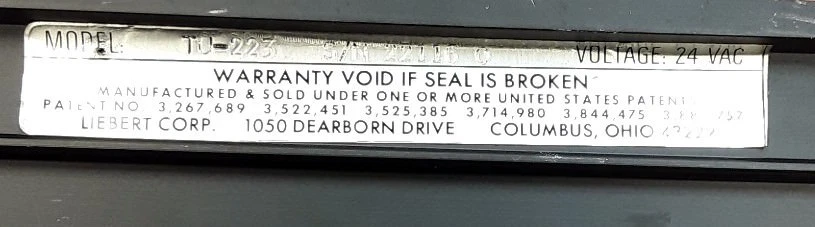 MODEL: TU-223 S/N 22116 C VOLTAGE: 24 VAC
WARRANTY VOID IF SEAL IS BROKEN
MANUFACTURED & SOLD UNDER ONE OR MORE UNITED STATES PATENTS
PATENT NO. 3,267,689 3,522,451 3,525,385 3,714,980 3,844,475
LIEBERT CORP. 1050 DEARBORN DRIVE COLUMBUS, OHIO